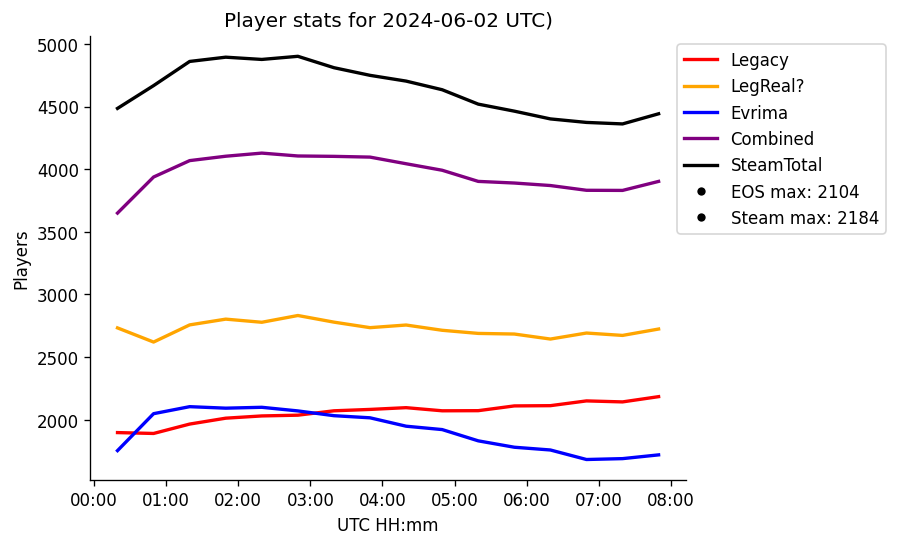 Player stats for 2024-06-02 UTC)
5000
4500
4000
3500
3000
2500
2000
Players
00:00 01:00 02:00 03:00 04:00 05:00 06:00 07:00 08:00
UTC HH:mm
Legacy
LegReal?
Evrima
Combined
SteamTotal
EOS max: 2104
Steam max: 2184